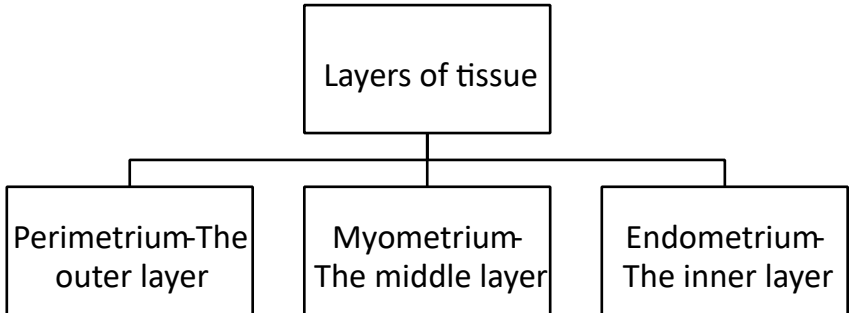 Layers of tissue
Perimetrium-The
outer layer
Myometrium-
The middle layer
Endometrium-
The inner layer